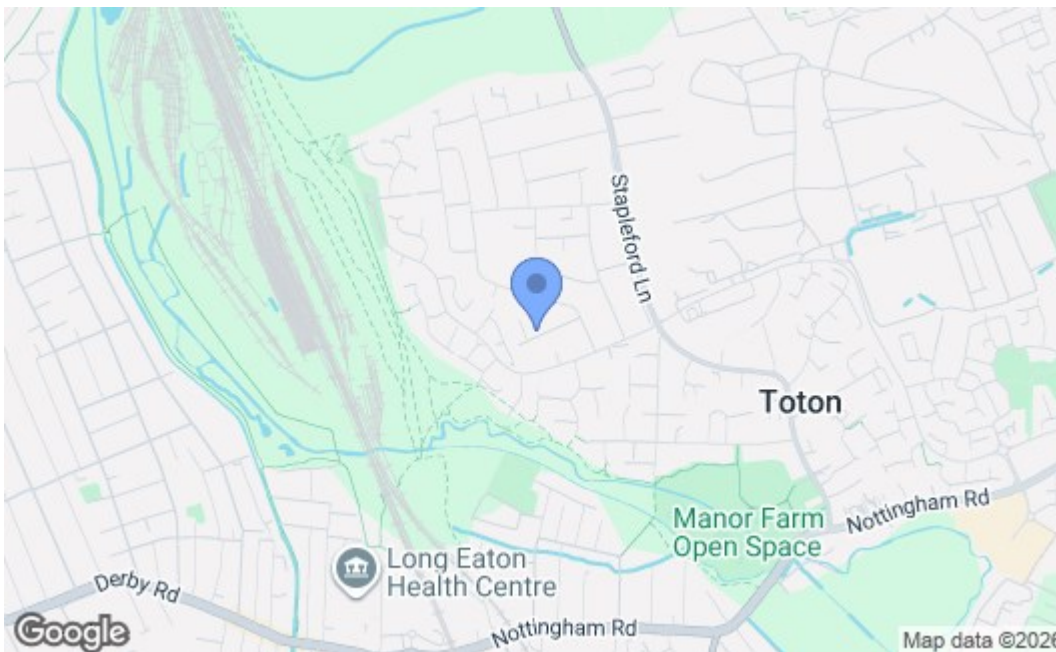 Stapleford Ln
Toton
Nottingham Rd
Manor Farm
Open Space
Long Eaton
Health Centre
Derby Rd
Nottingham Rd
Google
Map data ©2026